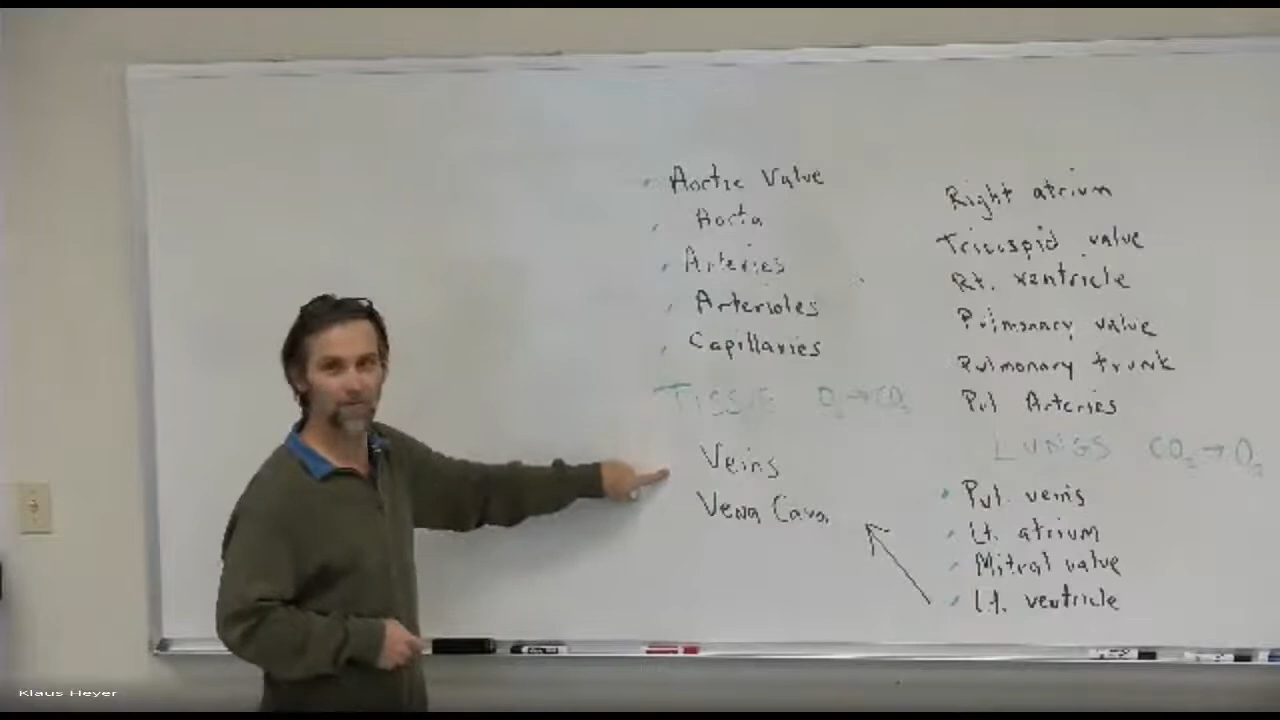 Aortic Valve
Aorta
Arteries
Arterioles
Capillaries
TISSUE O₂→CO₂
Veins
Vena Cava
Right atrium
Tricuspid valve
Rt. ventricle
Pulmonary valve
Pulmonary trunk
Pul Arteries
LUNGS CO₂→O₂
Pul. veins
Lt. atrium
Mitral valve
Lt. ventricle
Klaus Heyer